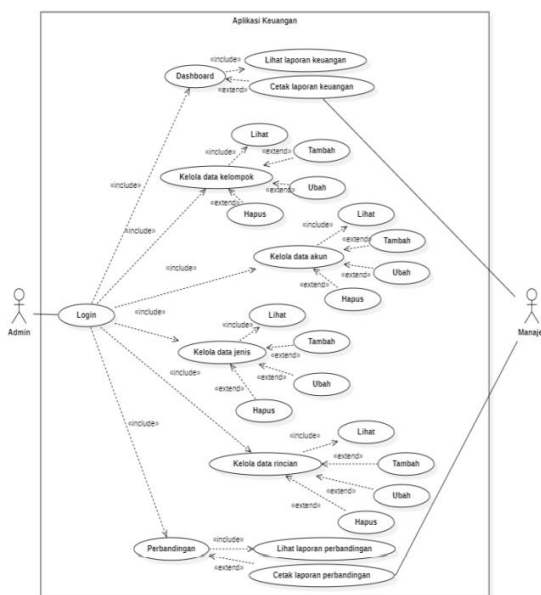 Aplikasi Keuangan
«include»
Lihat laporan keuangan
Dashboard
Cetak laporan keuangan
«extend»
Lihat
«include»
«extend»
Tambah
Kelola data kelompok
«include»
Ubah
«extend»
«extend»
Hapus
Lihat
«include»
«include»
«extend»
Tambah
Kelola data akun
«include»
Ubah
«extend»
Hapus
Admin
Login
Manaje
«include»
Lihat
«include»
Tambah
Kelola data jenis
«extend»
«include»
«extend»
Ubah
«extend»
Hapus
«include»
Lihat
«include»
«extend»
Kelola data rincian
Tambah
«extend»
Ubah
«extend»
Hapus
Perbandingan
«include»
Lihat laporan perbandingan
«extend»
Cetak laporan perbandingan